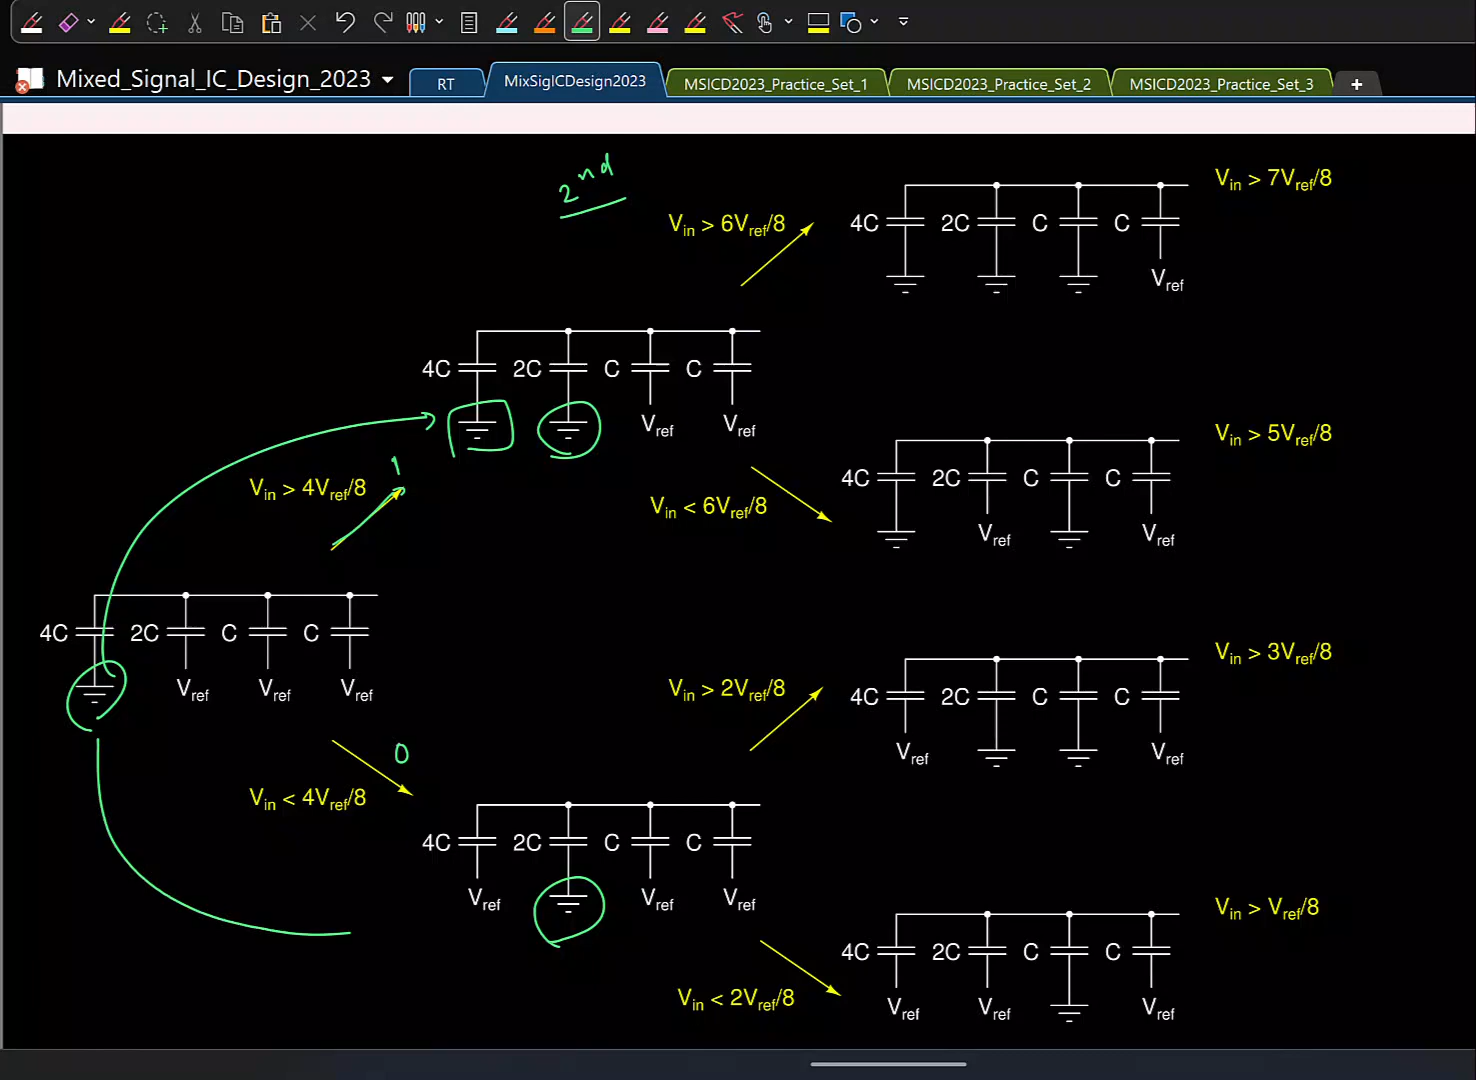 Mixed_Signal_IC_Design_2023
RT
MixSigICDesign2023
MSICD2023_Practice_Set_1
MSICD2023_Practice_Set_2
MSICD2023_Practice_Set_3
+
2nd
Vin > 6Vref/8
4C 2C C C
Vref
Vin > 7Vref/8
4C 2C C C
Vref Vref
Vin < 6Vref/8
4C 2C C C
Vref Vref
Vin > 5Vref/8
1
Vin > 4Vref/8
4C 2C C C
Vref Vref Vref
0
Vin < 4Vref/8
Vin > 2Vref/8
4C 2C C C
Vref Vref
Vin > 3Vref/8
4C 2C C C
Vref Vref Vref
Vin < 2Vref/8
4C 2C C C
Vref Vref Vref
Vin > Vref/8